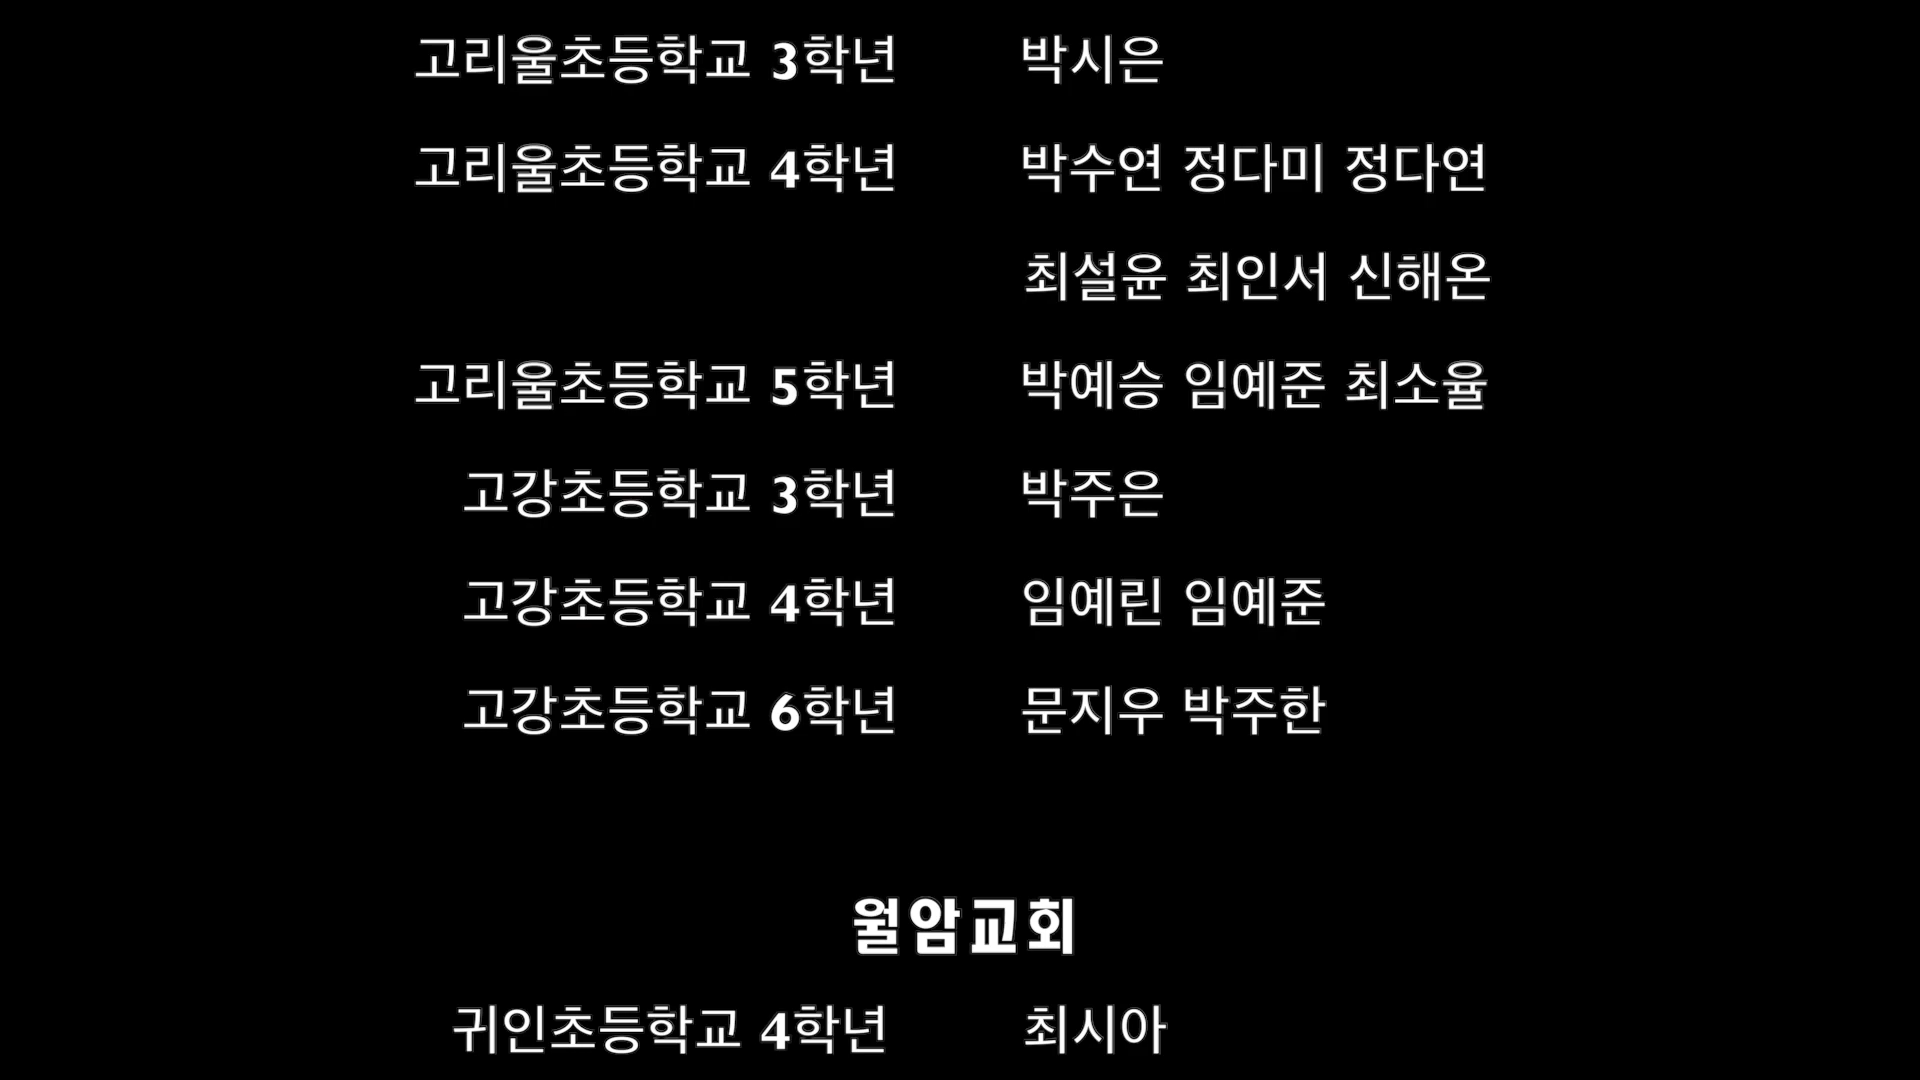 고리울초등학교 3학년 박시은
고리울초등학교 4학년 박수연 정다미 정다연
최설윤 최인서 신해온
고리울초등학교 5학년 박예승 임예준 최소율
고강초등학교 3학년 박주은
고강초등학교 4학년 임예린 임예준
고강초등학교 6학년 문지우 박주한
월암교회
귀인초등학교 4학년 최시아